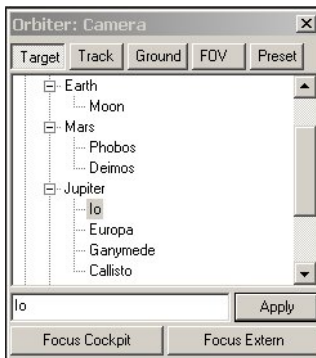 Orbiter: Camera
Target Track Ground FOV Preset
Earth
Moon
Mars
Phobos
Deimos
Jupiter
Io
Europa
Ganymede
Callisto
Io Apply
Focus Cockpit Focus Extern